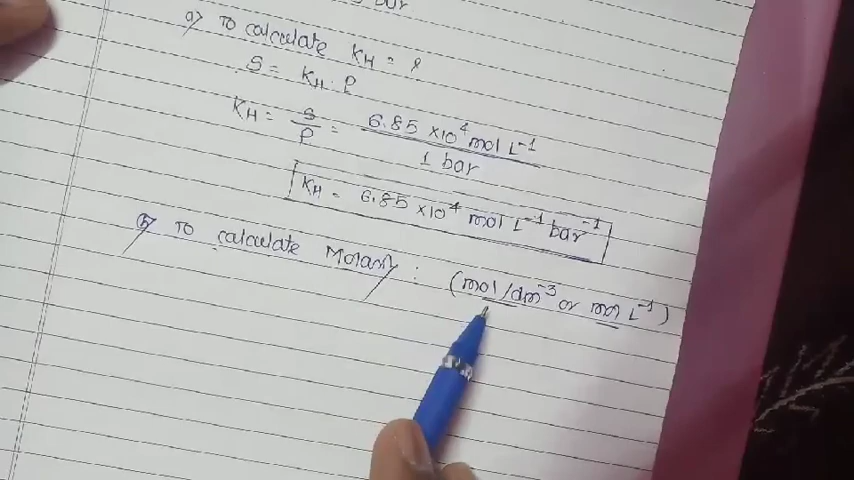 a) To calculate KH = ?
S = KH . P
KH = S/P = 6.85 ×10⁴ mol L⁻¹ / 1 bar
KH = 6.85 ×10⁴ mol L⁻¹ bar⁻¹
b) To calculate : (mol/dm⁻³ or mol L⁻¹)